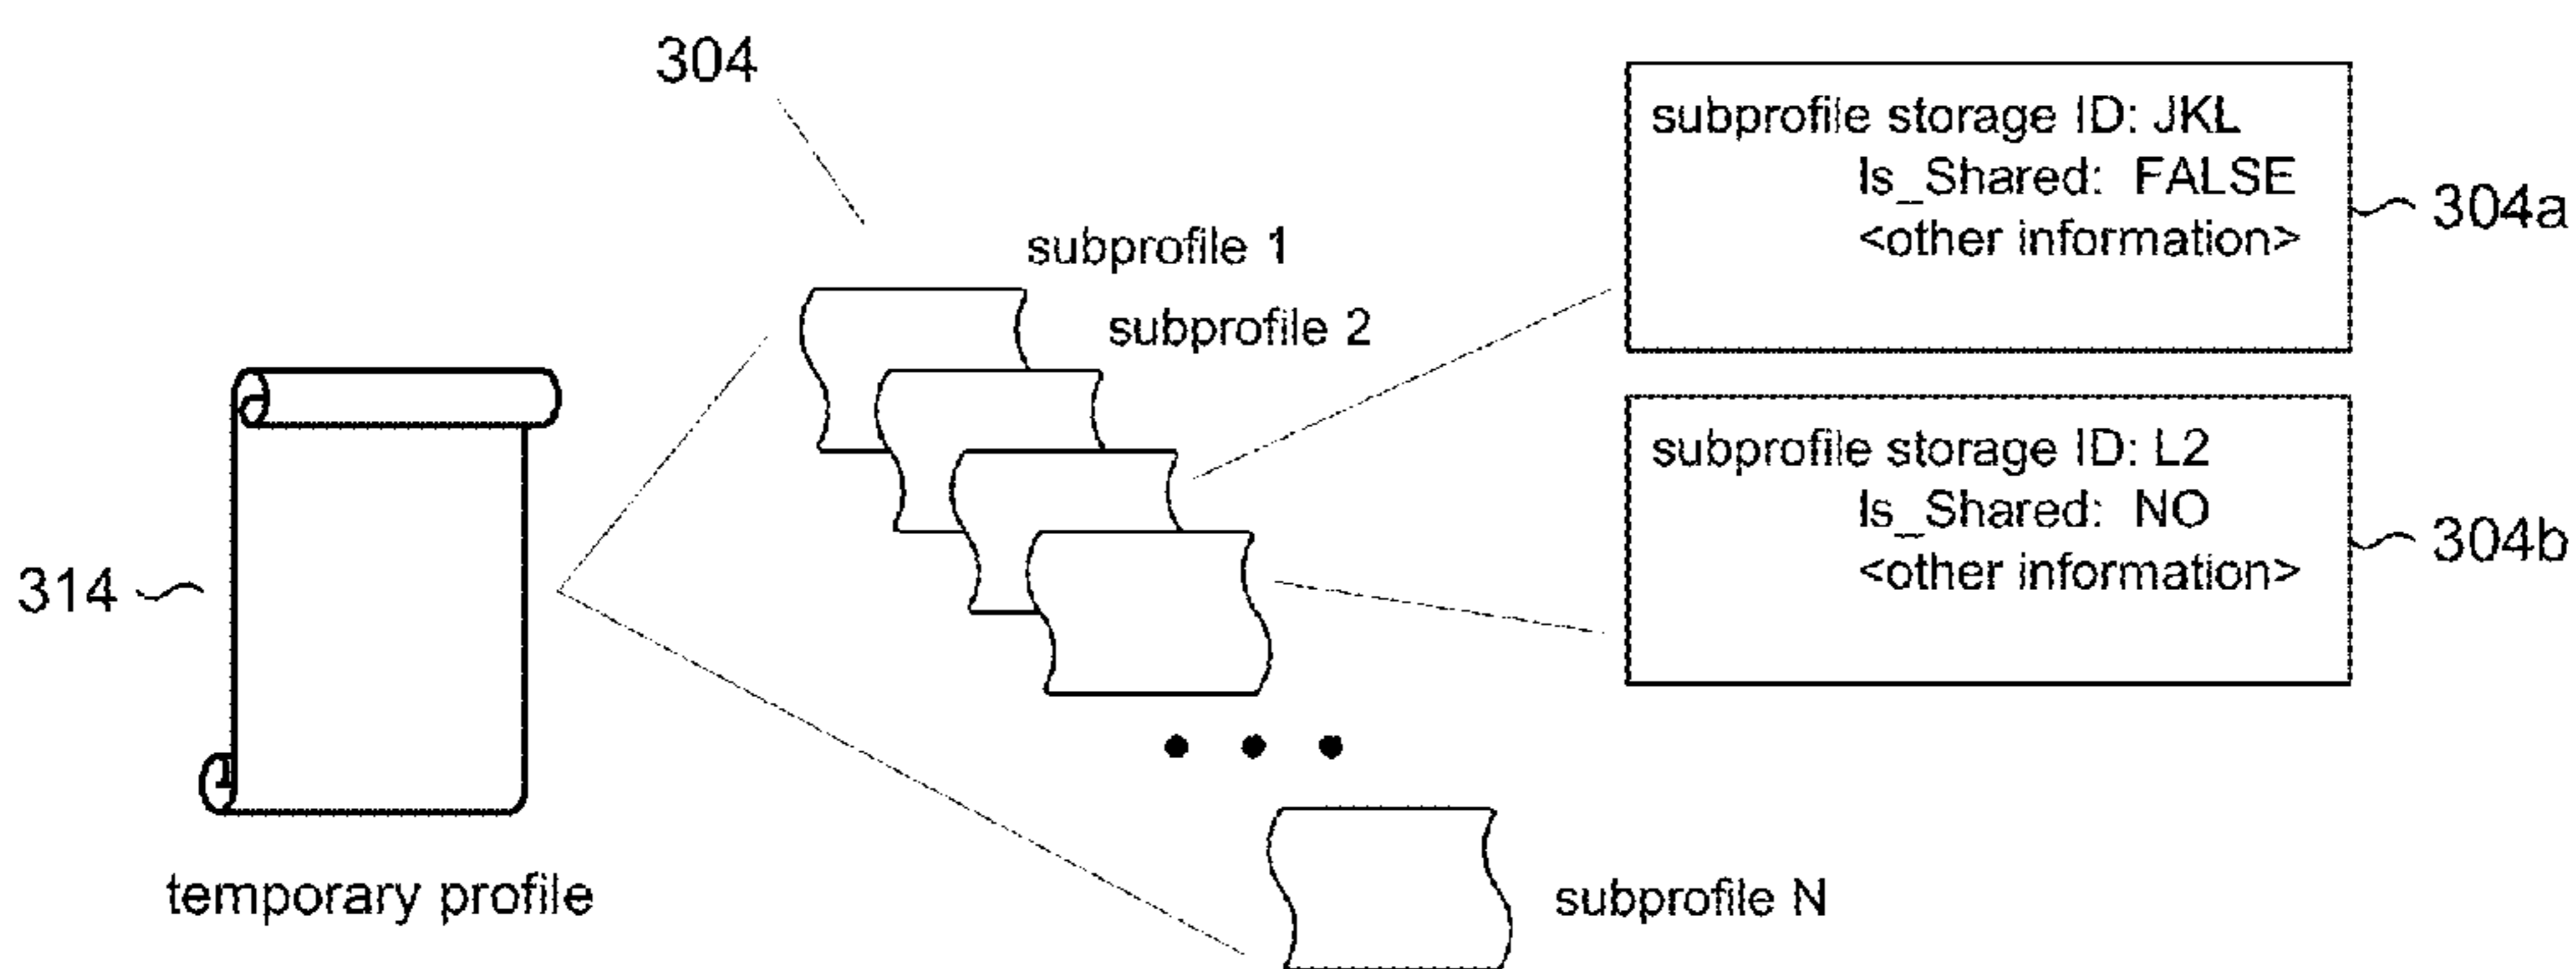 304
subprofile 1
subprofile 2
subprofile storage ID: JKL
Is_Shared: FALSE
<other information>
304a
subprofile storage ID: L2
Is_Shared: NO
<other information>
304b
314
temporary profile
subprofile N